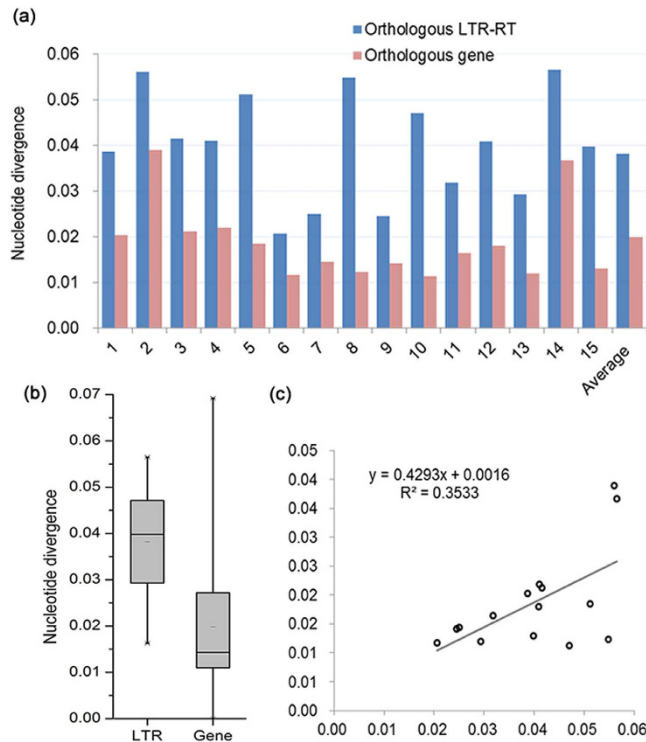 (a)
Orthologous LTR-RT
Orthologous gene
Nucleotide divergence
0.06
0.05
0.04
0.03
0.02
0.01
0.00
1 2 3 4 5 6 7 8 9 10 11 12 13 14 15 Average
(b)
Nucleotide divergence
0.07
0.06
0.05
0.04
0.03
0.02
0.01
0.00
LTR Gene
(c)
y = 0.4293x + 0.0016
R² = 0.3533
0.05
0.04
0.04
0.03
0.03
0.02
0.02
0.01
0.01
0.00
0.00 0.01 0.02 0.03 0.04 0.05 0.06